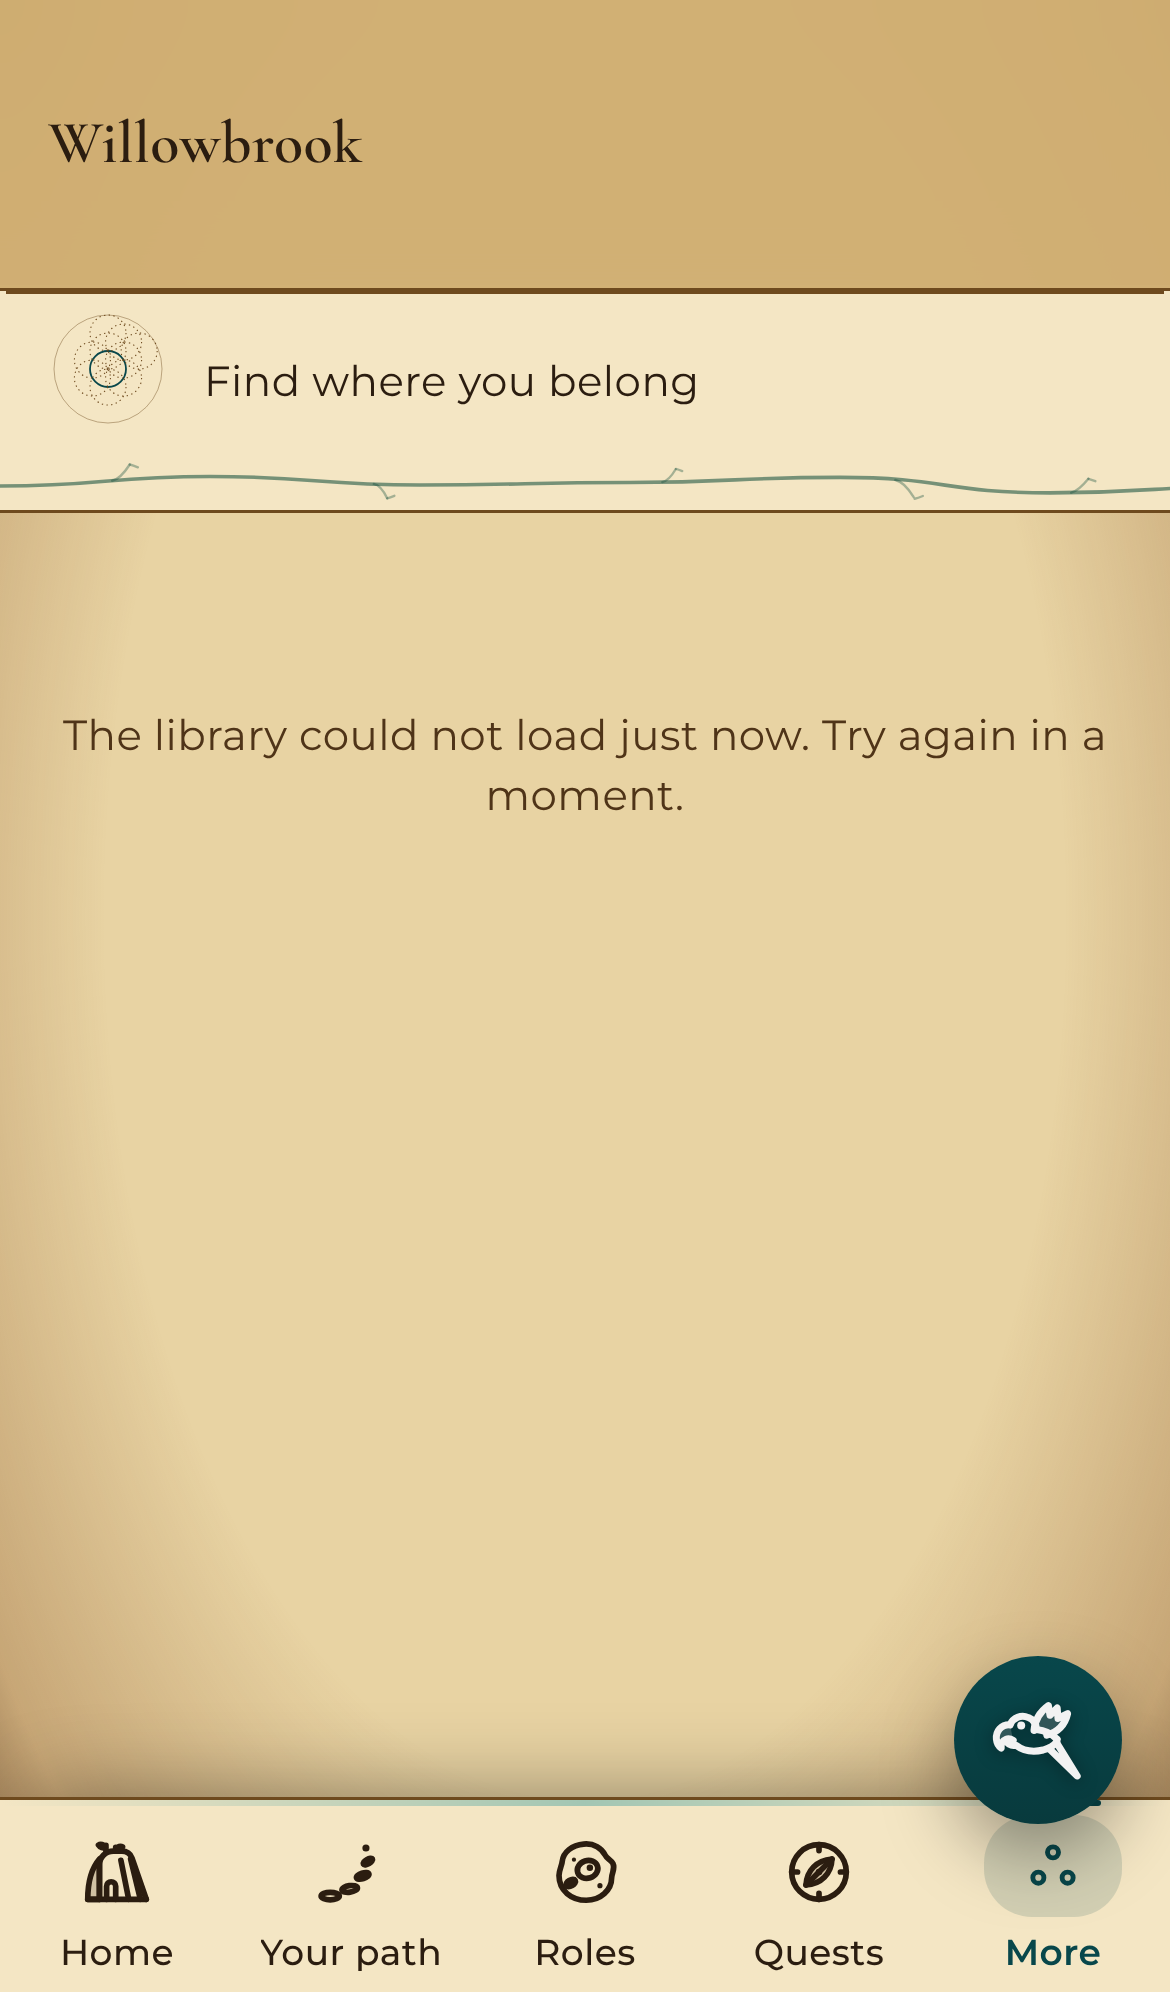 Willowbrook
Find where you belong
The library could not load just now. Try again in a
moment.
Home
Your path
Roles
Quests
More